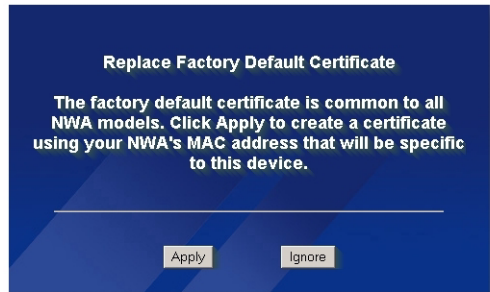 Replace Factory Default Certificate
The factory default certificate is common to all
NWA models. Click Apply to create a certificate
using your NWA's MAC address that will be specific
to this device.
Apply
Ignore